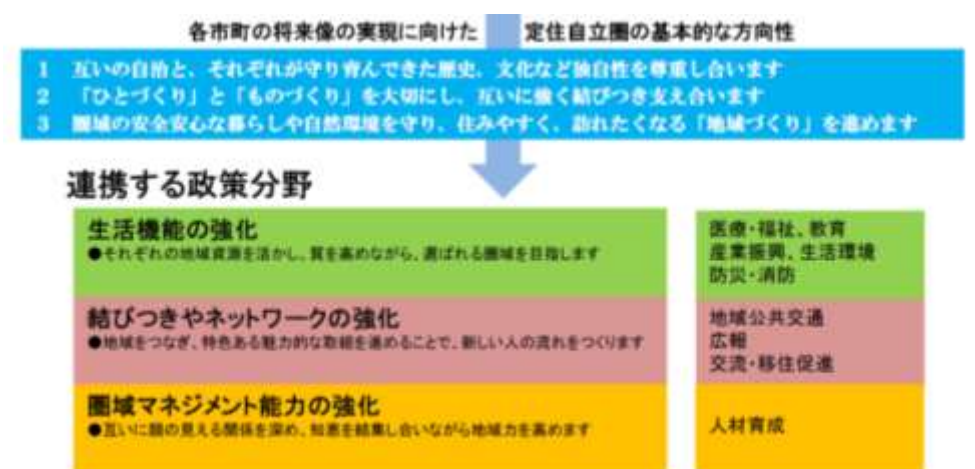 各市町の将来像の実現に向けた 定住自立圏の基本的な方向性
1 互いの自治と、それぞれが守り育んできた歴史、文化など独自性を尊重し合います
2 「ひとづくり」と「ものづくり」を大切にし、互いに強く結びつき支え合います
3 圏域の安全安心な暮らしや自然環境を守り、住みやすく、訪れたくなる「地域づくり」を進めます
連携する政策分野
生活機能の強化
●それぞれの地域資源を活かし、質を高めながら、選ばれる圏域を目指します
医療・福祉、教育
産業振興、生活環境
防災・消防
結びつきやネットワークの強化
●地域をつなぎ、特色ある魅力的な取組を進めることで、新しい人の流れをつくります
地域公共交通
広報
交流・移住促進
圏域マネジメント能力の強化
●互いに顔の見える関係を深め、知恵を結集し合いながら地域力を高めます
人材育成